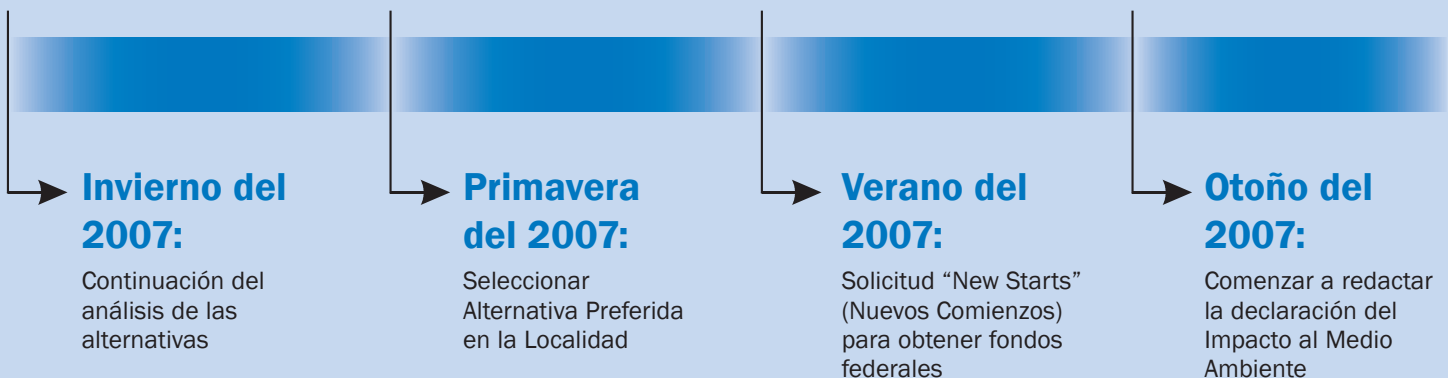 Invierno del
2007:
Continuación del
análisis de las
alternativas
Primavera
del 2007:
Seleccionar
Alternativa Preferida
en la Localidad
Verano del
2007:
Solicitud “New Starts”
(Nuevos Comienzos)
para obtener fondos
federales
Otoño del
2007:
Comenzar a redactar
la declaración del
Impacto al Medio
Ambiente